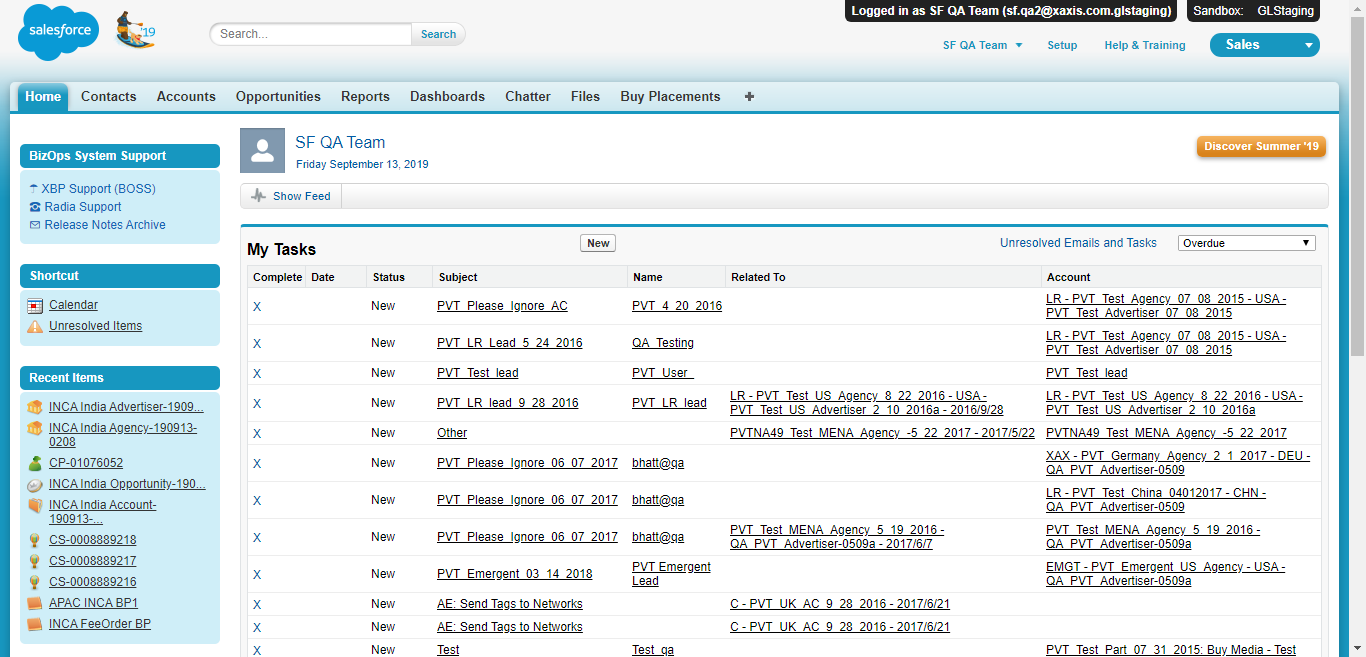 Logged in as SF QA Team (sf.qa2@xaxis.com.glstaging)
Sandbox: GLStaging
salesforce
'19
Search...
Search
SF QA Team
Setup
Help & Training
Sales
Home
Contacts
Accounts
Opportunities
Reports
Dashboards
Chatter
Files
Buy Placements
+
BizOps System Support
XBP Support (BOSS)
Radia Support
Release Notes Archive
Shortcut
Calendar
Unresolved Items
Recent Items
INCA India Advertiser-1909...
INCA India Agency-190913-
0208
CP-01076052
INCA India Opportunity-190...
INCA India Account-
190913-...
CS-0008889218
CS-0008889217
CS-0008889216
APAC INCA BP1
INCA FeeOrder BP
SF QA Team
Friday September 13, 2019
Discover Summer '19
Show Feed
My Tasks
New
Unresolved Emails and Tasks
Overdue
Complete Date Status Subject Name Related To Account
X New PVT_Please_Ignore_AC PVT_4_20_2016 LR - PVT_Test_Agency_07_08_2015 - USA -
PVT_Test_Advertiser_07_08_2015
X New PVT_LR_Lead_5_24_2016 QA_Testing LR - PVT_Test_Agency_07_08_2015 - USA -
PVT_Test_Advertiser_07_08_2015
X New PVT_Test_lead PVT_User_ PVT_Test_lead
X New PVT_LR_lead_9_28_2016 PVT_LR_lead LR - PVT_Test_US_Agency_8_22_2016 - USA - LR - PVT_Test_US_Agency_8_22_2016 - USA -
PVT_Test_US_Advertiser_2_10_2016a - 2016/9/28 PVT_Test_US_Advertiser_2_10_2016a
X New Other PVTNA49_Test_MENA_Agency_-5_22_2017 - 2017/5/22 PVTNA49_Test_MENA_Agency_-5_22_2017
X New PVT_Please_Ignore_06_07_2017 bhatt@qa XAX - PVT_Germany_Agency_2_1_2017 - DEU -
QA_PVT_Advertiser-0509
X New PVT_Please_Ignore_06_07_2017 bhatt@qa LR - PVT_Test_China_04012017 - CHN -
QA_PVT_Advertiser-0509
X New PVT_Please_Ignore_06_07_2017 bhatt@qa PVT_Test_MENA_Agency_5_19_2016 - PVT_Test_MENA_Agency_5_19_2016 -
QA_PVT_Advertiser-0509a - 2017/6/7 QA_PVT_Advertiser-0509a
X New PVT_Emergent_03_14_2018 PVT Emergent EMGT - PVT_Emergent_US_Agency - USA -
Lead QA_PVT_Advertiser-0509a
X New AE: Send Tags to Networks C - PVT_UK_AC_9_28_2016 - 2017/6/21
X New AE: Send Tags to Networks C - PVT_UK_AC_9_28_2016 - 2017/6/21
X New Test Test_qa PVT_Test_Part_07_31_2015: Buy Media - Test